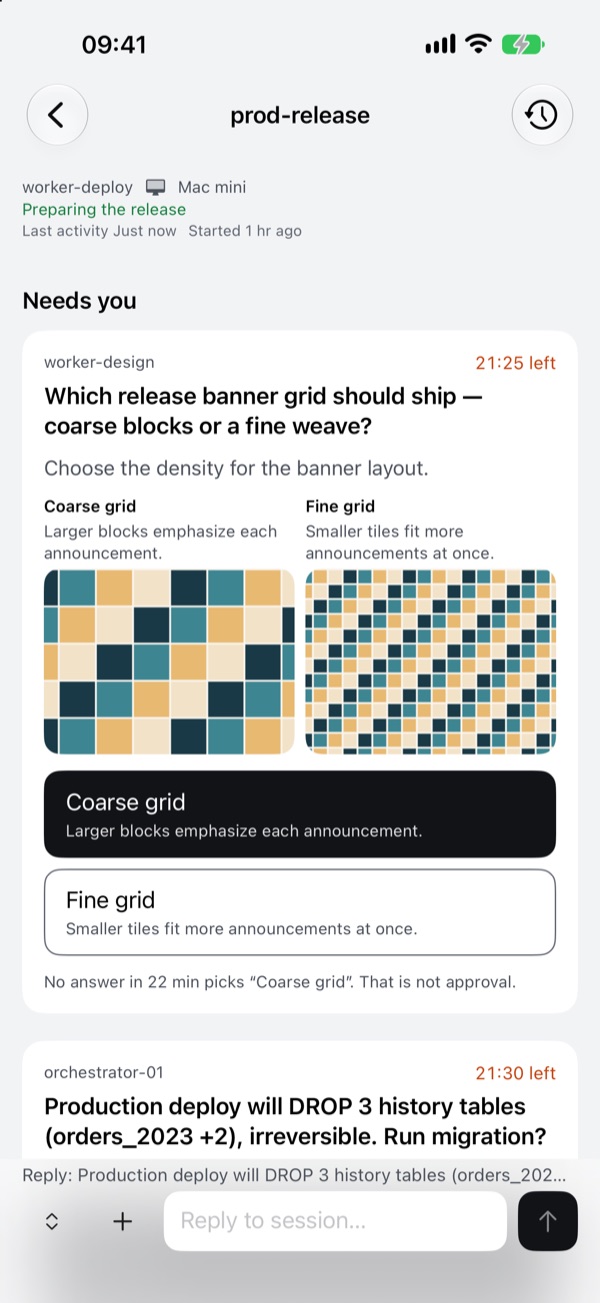 09:41
prod-release
worker-deploy Mac mini
Preparing the release
Last activity Just now Started 1 hr ago
Needs you
worker-design 21:25 left
Which release banner grid should ship —
coarse blocks or a fine weave?
Choose the density for the banner layout.
Coarse grid
Larger blocks emphasize each
announcement.
Fine grid
Smaller tiles fit more
announcements at once.
Coarse grid
Larger blocks emphasize each announcement.
Fine grid
Smaller tiles fit more announcements at once.
No answer in 22 min picks “Coarse grid”. That is not approval.
orchestrator-01 21:30 left
Production deploy will DROP 3 history tables
(orders_2023 +2), irreversible. Run migration?
Reply: Production deploy will DROP 3 history tables (orders_202...
Reply to session...